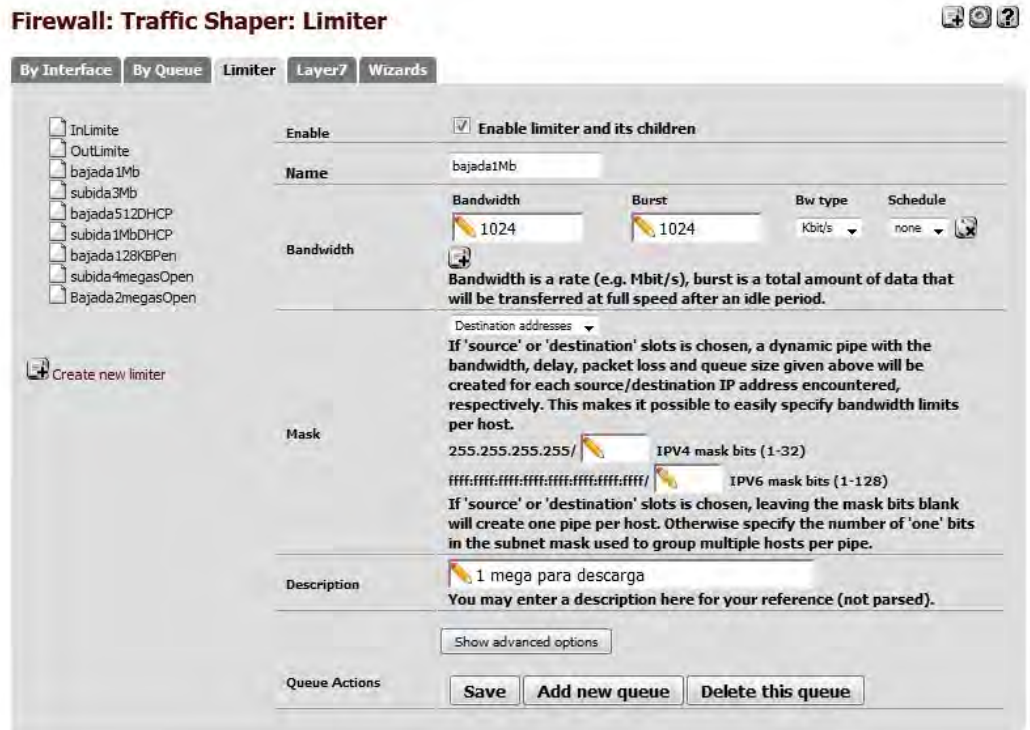 Firewall: Traffic Shaper: Limiter
By Interface By Queue Limiter Layer7 Wizards
InLimite
OutLimite
bajada1Mb
subida3Mb
bajada512DHCP
subida1MbDHCP
bajada128KBPen
subida4megasOpen
Bajada2megasOpen
Create new limiter
Enable
Enable limiter and its children
Name
bajada1Mb
Bandwidth
Bandwidth Burst Bw type Schedule
1024 1024 Kbit/s none
Bandwidth is a rate (e.g. Mbit/s), burst is a total amount of data that
will be transferred at full speed after an idle period.
Mask
Destination addresses
If 'source' or 'destination' slots is chosen, a dynamic pipe with the
bandwidth, delay, packet loss and queue size given above will be
created for each source/destination IP address encountered,
respectively. This makes it possible to easily specify bandwidth limits
per host.
255.255.255.255/ IPV4 mask bits (1-32)
ffff:ffff:ffff:ffff:ffff:ffff:ffff:ffff/ IPV6 mask bits (1-128)
If 'source' or 'destination' slots is chosen, leaving the mask bits blank
will create one pipe per host. Otherwise specify the number of 'one' bits
in the subnet mask used to group multiple hosts per pipe.
Description
1 mega para descarga
You may enter a description here for your reference (not parsed).
Show advanced options
Queue Actions
Save Add new queue Delete this queue